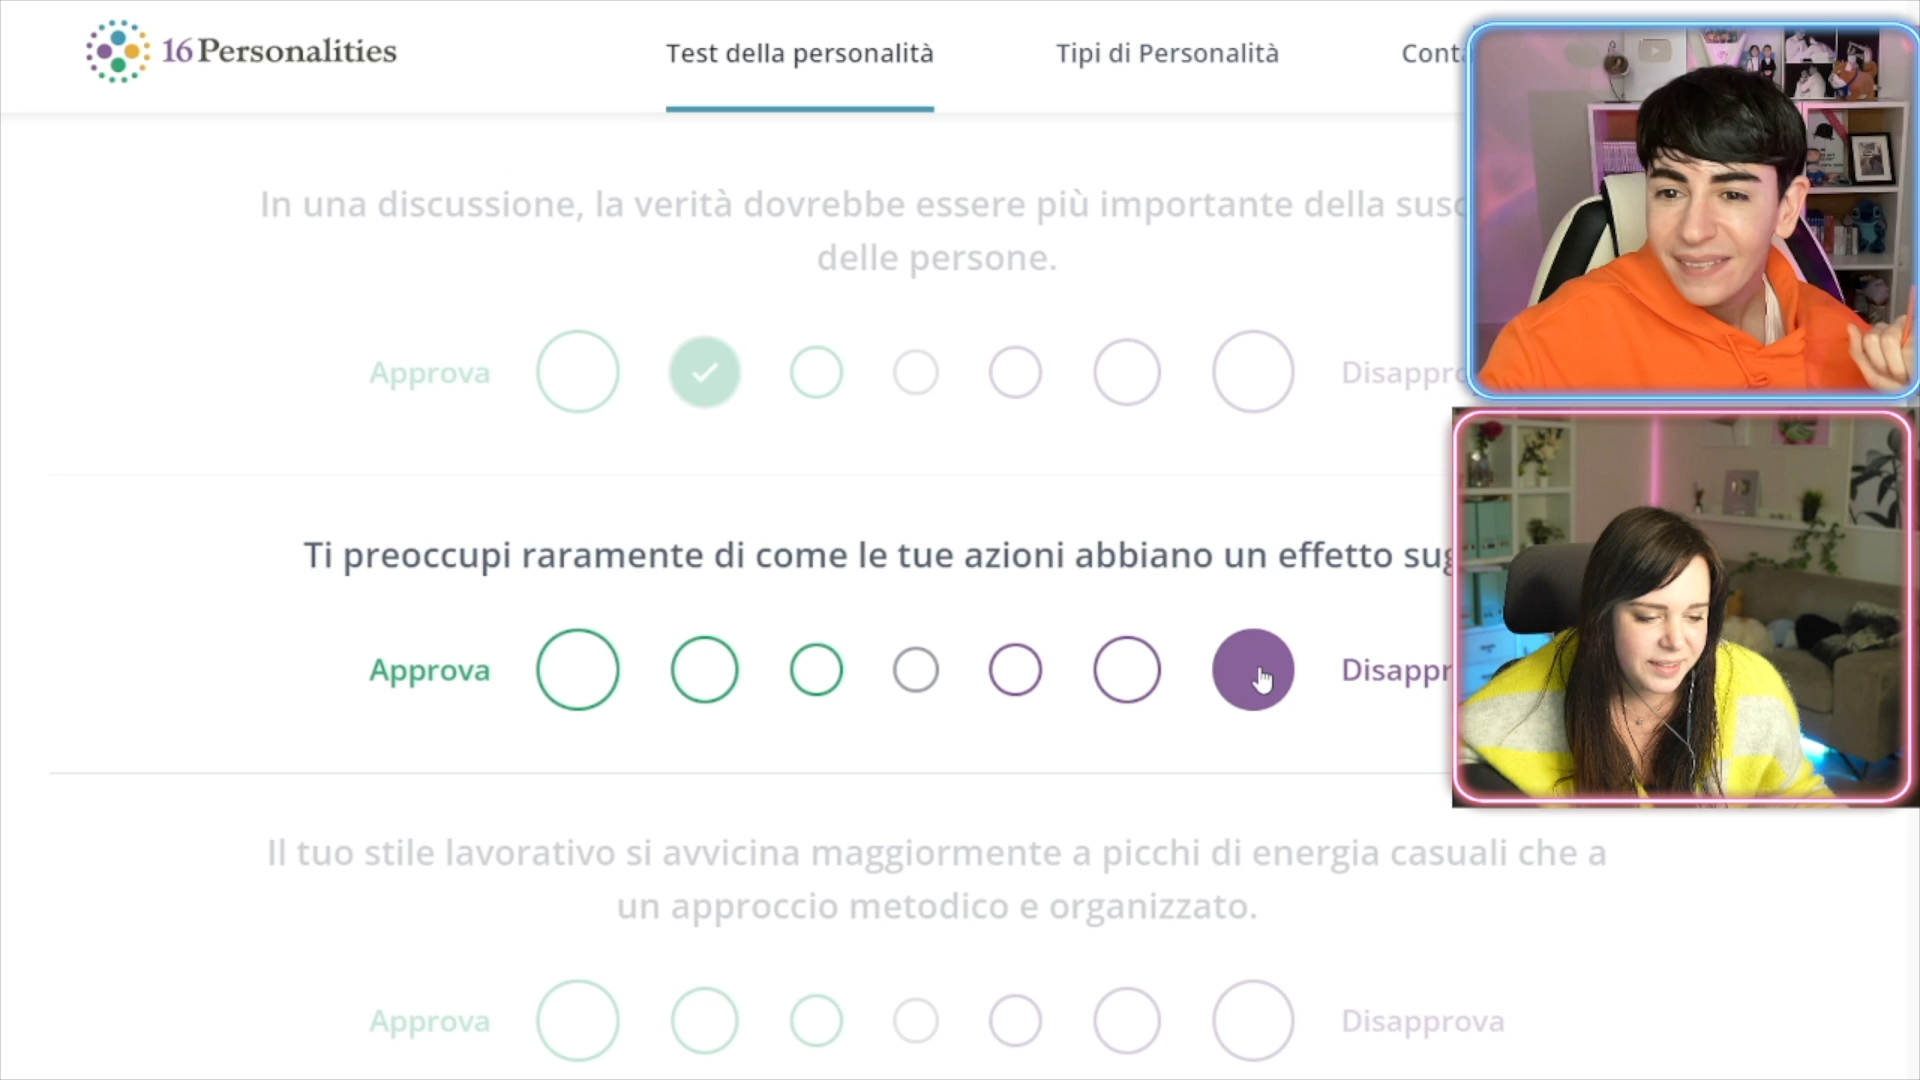 16Personalities
Test della personalità
Tipi di Personalità
In una discussione, la verità dovrebbe essere più importante della
delle persone.
Approva
Ti preoccupi raramente di come le tue azioni abbiano un effetto
Approva
Il tuo stile lavorativo si avvicina maggiormente a picchi di energia casuali che a
un approccio metodico e organizzato.
Approva
Disapprova